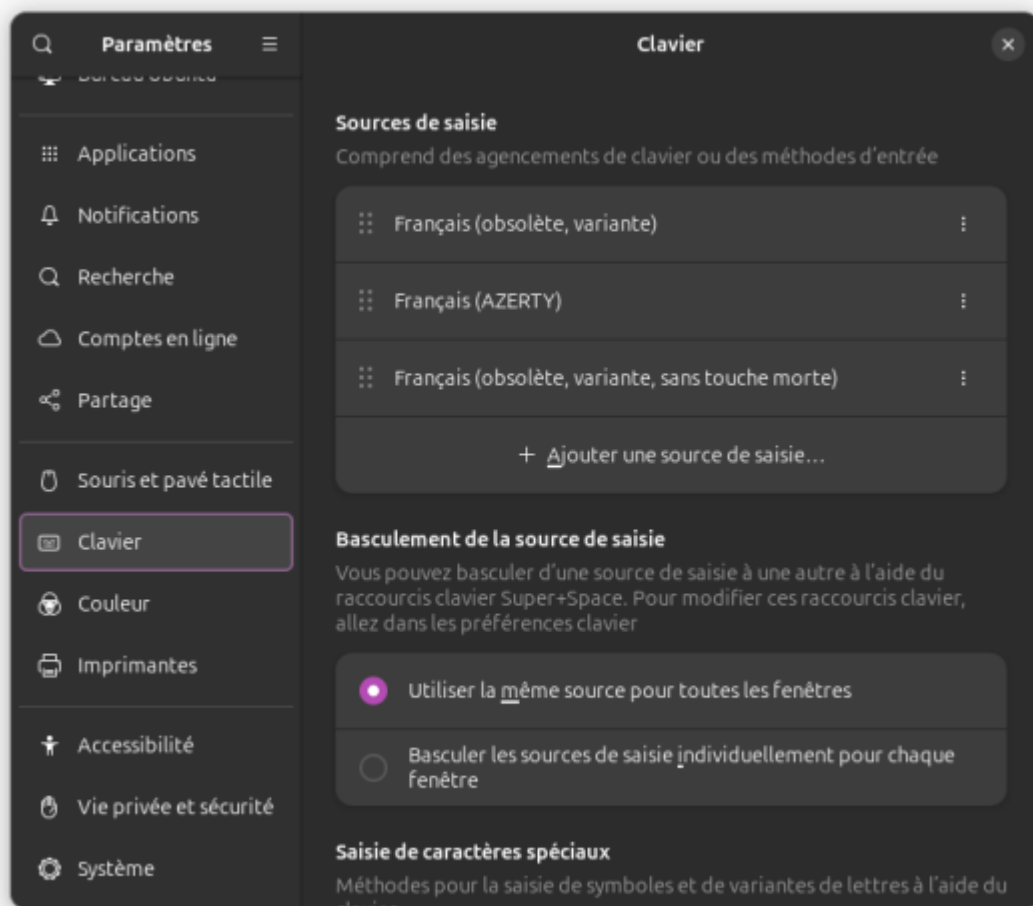 Paramètres
Clavier
Bureau Ubuntu
Applications
Notifications
Recherche
Comptes en ligne
Partage
Souris et pavé tactile
Clavier
Couleur
Imprimantes
Accessibilité
Vie privée et sécurité
Système
Sources de saisie
Comprend des agencements de clavier ou des méthodes d'entrée
Français (obsolète, variante)
Français (AZERTY)
Français (obsolète, variante, sans touche morte)
+ Ajouter une source de saisie…
Basculement de la source de saisie
Vous pouvez basculer d'une source de saisie à une autre à l'aide du
raccourcis clavier Super+Space. Pour modifier ces raccourcis clavier,
allez dans les préférences clavier
Utiliser la même source pour toutes les fenêtres
Basculer les sources de saisie individuellement pour chaque
fenêtre
Saisie de caractères spéciaux
Méthodes pour la saisie de symboles et de variantes de lettres à l'aide du